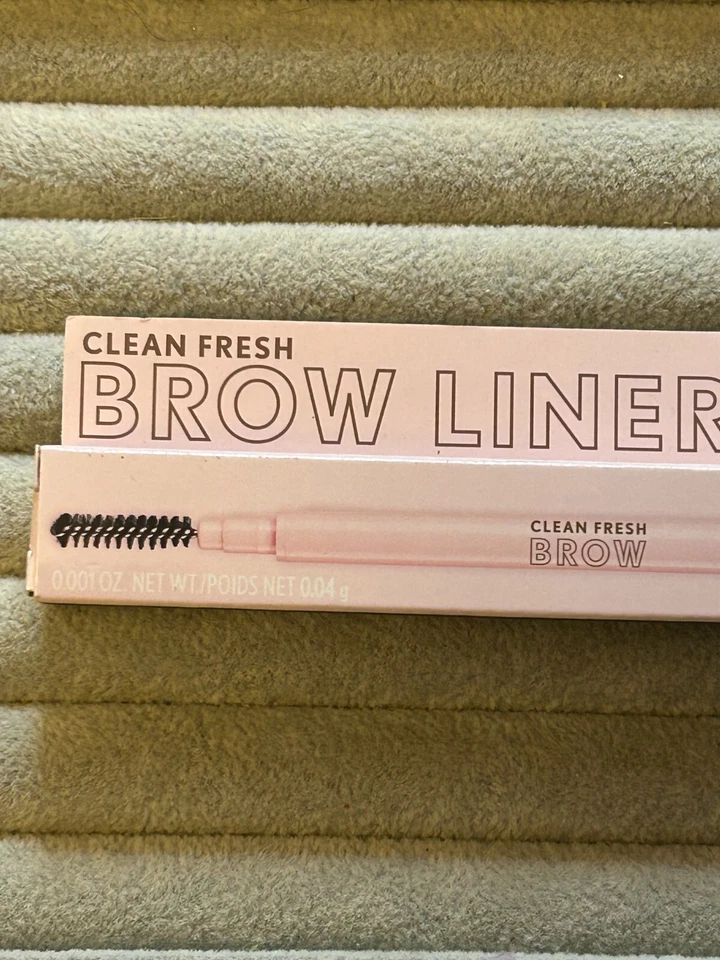 CLEAN FRESH
BROW LINER
CLEAN FRESH
BROW
0.001 OZ. NET WT./POIDS NET 0.04 g